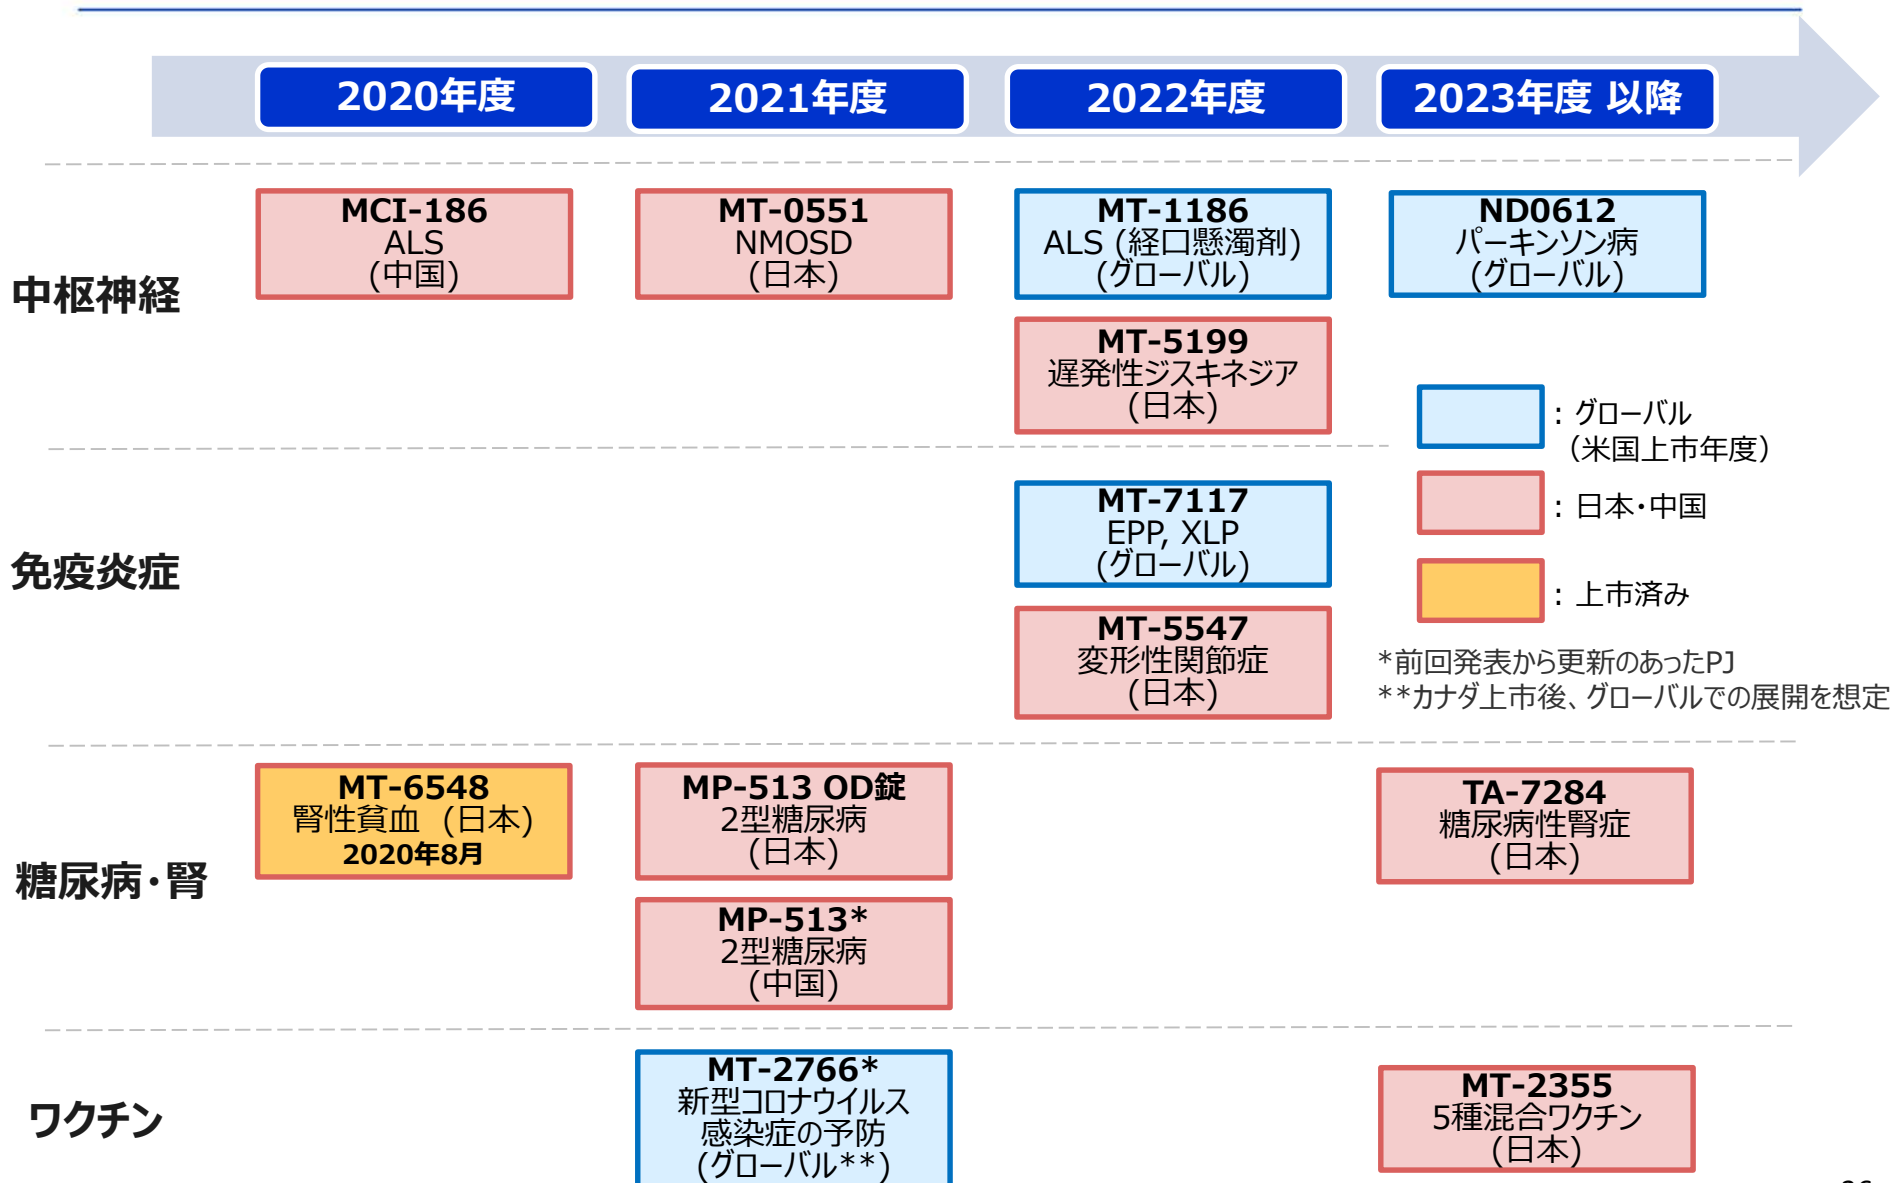 2020年度
2021年度
2022年度
2023年度 以降
中枢神経
MCI-186
ALS
(中国)
MT-0551
NMOSD
(日本)
MT-1186
ALS (経口懸濁剤)
(グローバル)
ND0612
パーキンソン病
(グローバル)
MT-5199
遅発性ジスキネジア
(日本)
: グローバル
（米国上市年度）
: 日本・中国
: 上市済み
免疫炎症
MT-7117
EPP, XLP
(グローバル)
MT-5547
変形性関節症
(日本)
*前回発表から更新のあったPJ
**カナダ上市後、グローバルでの展開を想定
糖尿病・腎
MT-6548
腎性貧血 (日本)
2020年8月
MP-513 OD錠
2型糖尿病
(日本)
TA-7284
糖尿病性腎症
(日本)
MP-513*
2型糖尿病
(中国)
ワクチン
MT-2766*
新型コロナウイルス
感染症の予防
(グローバル**)
MT-2355
5種混合ワクチン
(日本)